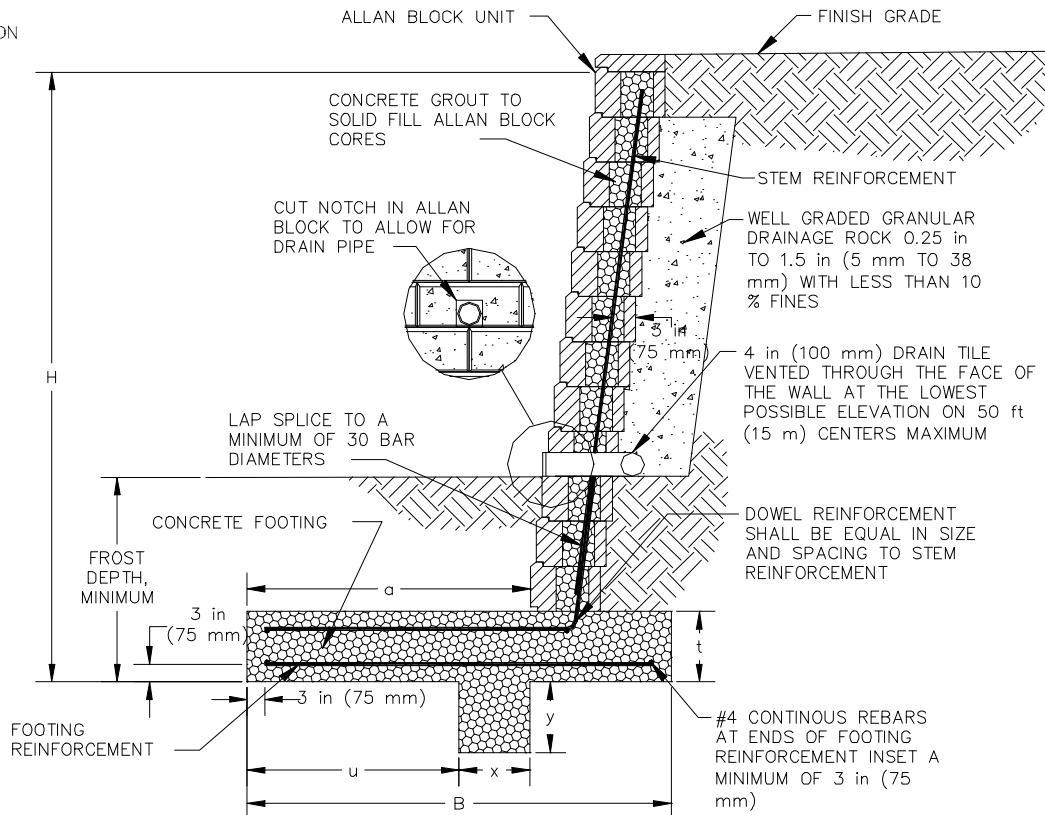 ON
ALLAN BLOCK UNIT
FINISH GRADE
CONCRETE GROUT TO
SOLID FILL ALLAN BLOCK
CORES
STEM REINFORCEMENT
CUT NOTCH IN ALLAN
BLOCK TO ALLOW FOR
DRAIN PIPE
WELL GRADED GRANULAR
DRAINAGE ROCK 0.25 in
TO 1.5 in (5 mm TO 38
mm) WITH LESS THAN 10
% FINES
3 in
(75 mm)
H
4 in (100 mm) DRAIN TILE
VENTED THROUGH THE FACE OF
THE WALL AT THE LOWEST
POSSIBLE ELEVATION ON 50 ft
(15 m) CENTERS MAXIMUM
LAP SPLICE TO A
MINIMUM OF 30 BAR
DIAMETERS
CONCRETE FOOTING
DOWEL REINFORCEMENT
SHALL BE EQUAL IN SIZE
AND SPACING TO STEM
REINFORCEMENT
FROST
DEPTH,
MINIMUM
a
3 in
(75 mm)
t
3 in (75 mm)
y
FOOTING
REINFORCEMENT
#4 CONTINOUS REBARS
AT ENDS OF FOOTING
REINFORCEMENT INSET A
MINIMUM OF 3 in (75
mm)
u
x
B